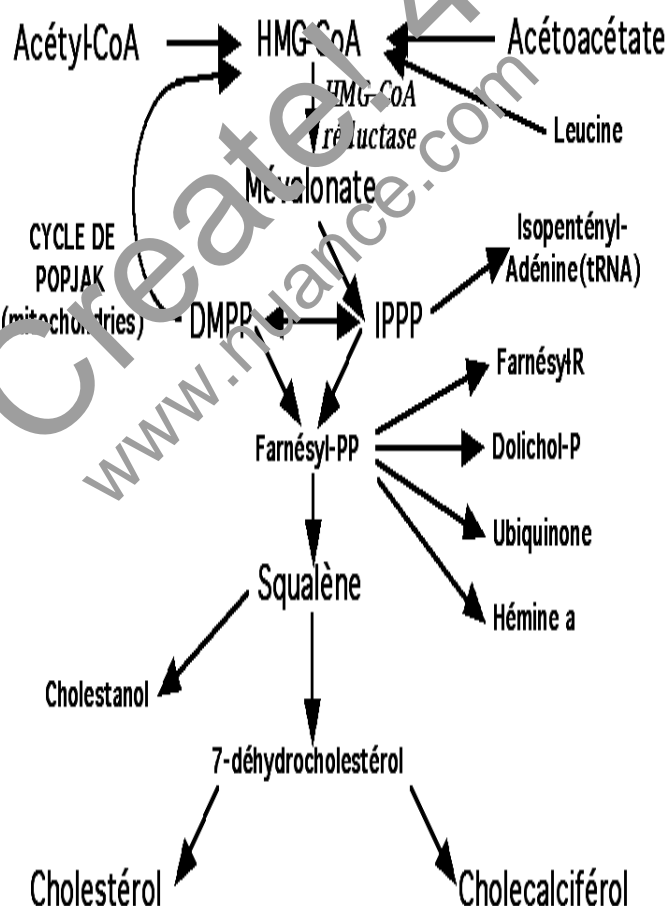 Acétyl-CoA
HMG-CoA
Acétoacétate
HMG-CoA
réductase
Leucine
Mévalonate
CYCLE DE
POPJAK
(mitochondries)
Isopentényl-
Adénine(tRNA)
DMPP
IPPP
Farnésyl-R
Farnésyl-PP
Dolichol-P
Ubiquinone
Squalène
Hémine a
Cholestanol
7-déhydrocholestérol
Cholestérol
Cholecalciférol
Create! 4
www.nuance.com